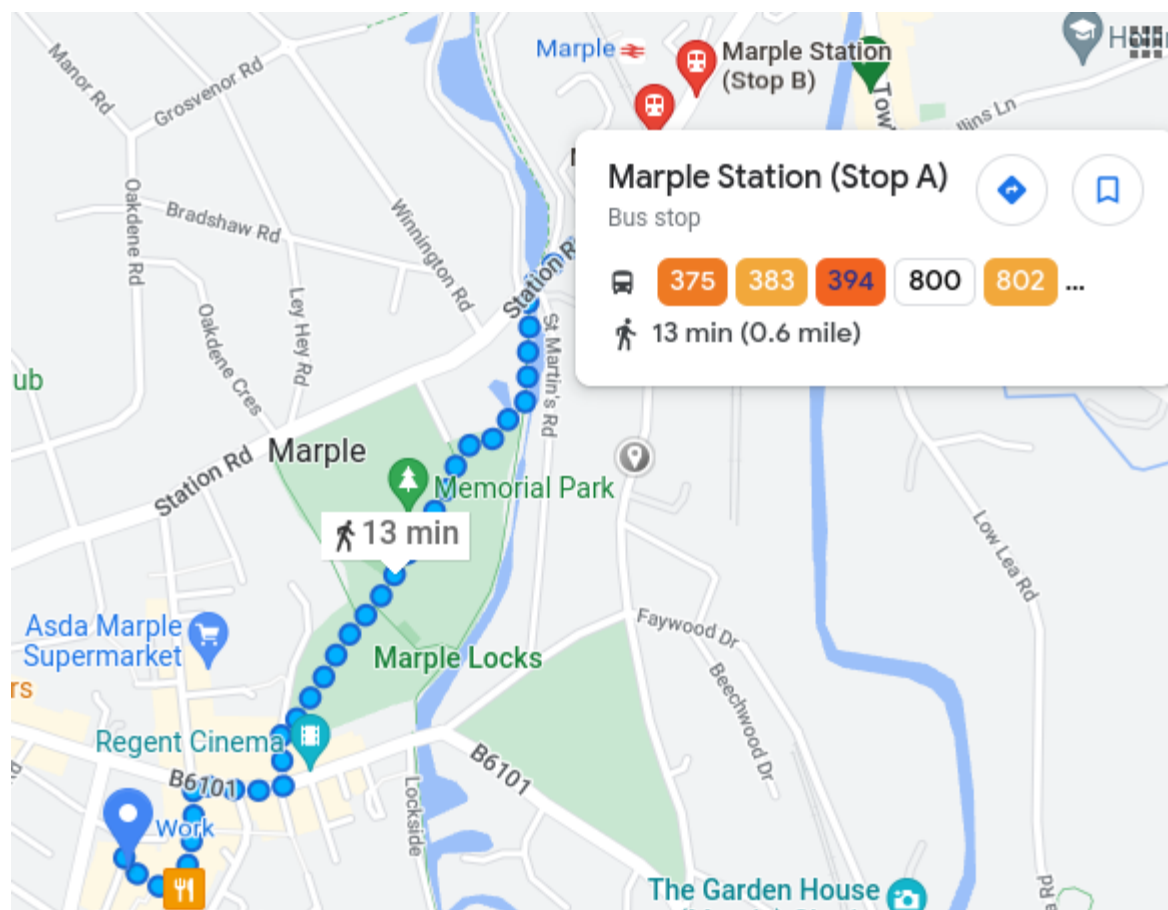 Marple
Marple Station
(Stop B)
Manor Rd
Grosvenor Rd
Marple Station (Stop A)
Bus stop
375 383 394 800 802 ...
13 min (0.6 mile)
Oakdene Rd
Bradshaw Rd
Winnington Rd
Ley Hey Rd
Oakdene Cres
St Martin's Rd
ub
Marple
Station Rd
Memorial Park
13 min
Low Lea Rd
Asda Marple
Supermarket
rs
Faywood Dr
Marple Locks
Beechwood Dr
Regent Cinema
B6101
B6101
Lockside
Work
The Garden House